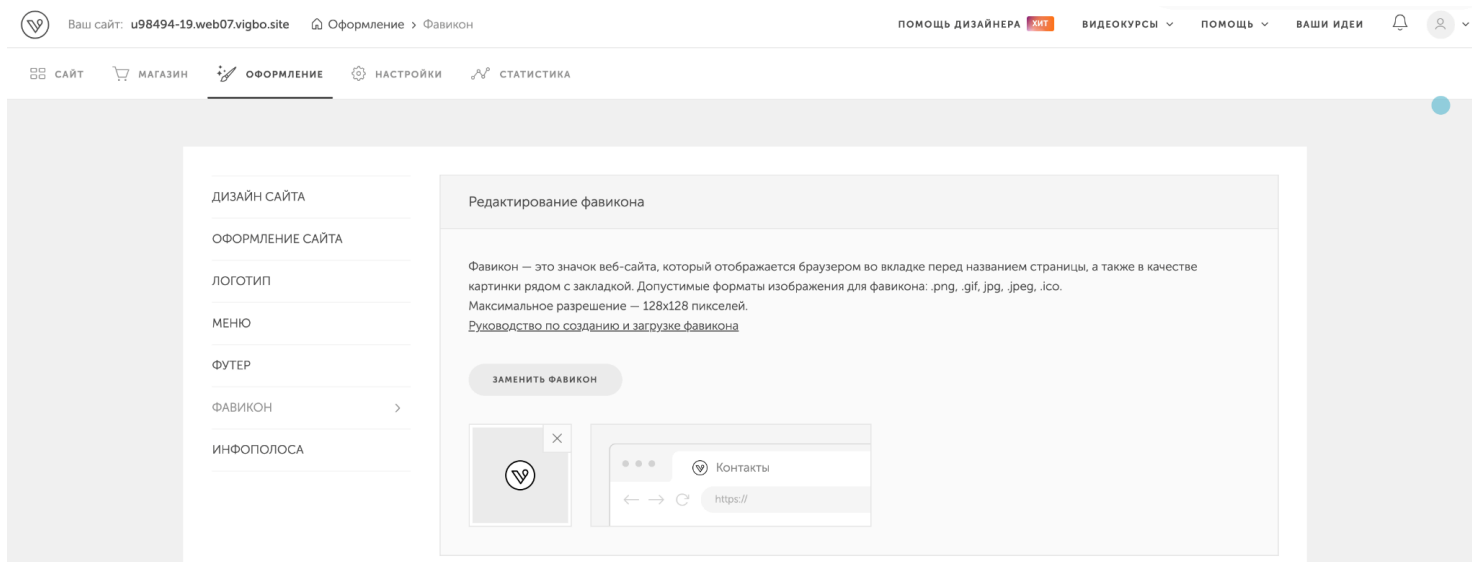 Ваш сайт: u98494-19.web07.vigbo.site Оформление > Фавикон ПОМОЩЬ ДИЗАЙНЕРА ХИТ ВИДЕОКУРСЫ ПОМОЩЬ ВАШИ ИДЕИ
САЙТ МАГАЗИН ОФОРМЛЕНИЕ НАСТРОЙКИ СТАТИСТИКА
ДИЗАЙН САЙТА
ОФОРМЛЕНИЕ САЙТА
ЛОГОТИП
МЕНЮ
ФУТЕР
ФАВИКОН
ИНФОПОЛОСА
Редактирование фавикона
Фавикон — это значок веб-сайта, который отображается браузером во вкладке перед названием страницы, а также в качестве
картинки рядом с закладкой. Допустимые форматы изображения для фавикона: .png, .gif, jpg, .jpeg, .ico.
Максимальное разрешение — 128x128 пикселей.
Руководство по созданию и загрузке фавикона
ЗАМЕНИТЬ ФАВИКОН
Контакты
https://